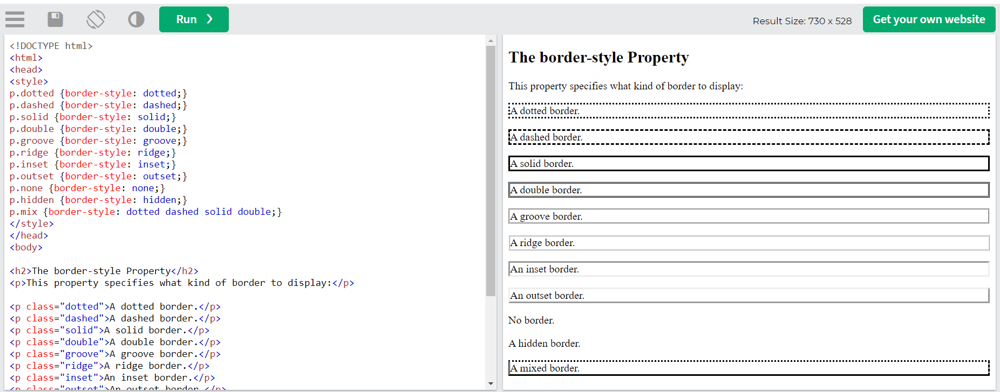 Run ❯
Result Size: 730 x 528
Get your own website
<!DOCTYPE html>
<html>
<head>
<style>
p.dotted {border-style: dotted;}
p.dashed {border-style: dashed;}
p.solid {border-style: solid;}
p.double {border-style: double;}
p.groove {border-style: groove;}
p.ridge {border-style: ridge;}
p.inset {border-style: inset;}
p.outset {border-style: outset;}
p.none {border-style: none;}
p.hidden {border-style: hidden;}
p.mix {border-style: dotted dashed solid double;}
</style>
</head>
<body>
<h2>The border-style Property</h2>
<p>This property specifies what kind of border to display:</p>
<p class="dotted">A dotted border.</p>
<p class="dashed">A dashed border.</p>
<p class="solid">A solid border.</p>
<p class="double">A double border.</p>
<p class="groove">A groove border.</p>
<p class="ridge">A ridge border.</p>
<p class="inset">An inset border.</p>
<p class="outset">An outset border.</p>
The border-style Property
This property specifies what kind of border to display:
A dotted border.
A dashed border.
A solid border.
A double border.
A groove border.
A ridge border.
An inset border.
An outset border.
No border.
A hidden border.
A mixed border.